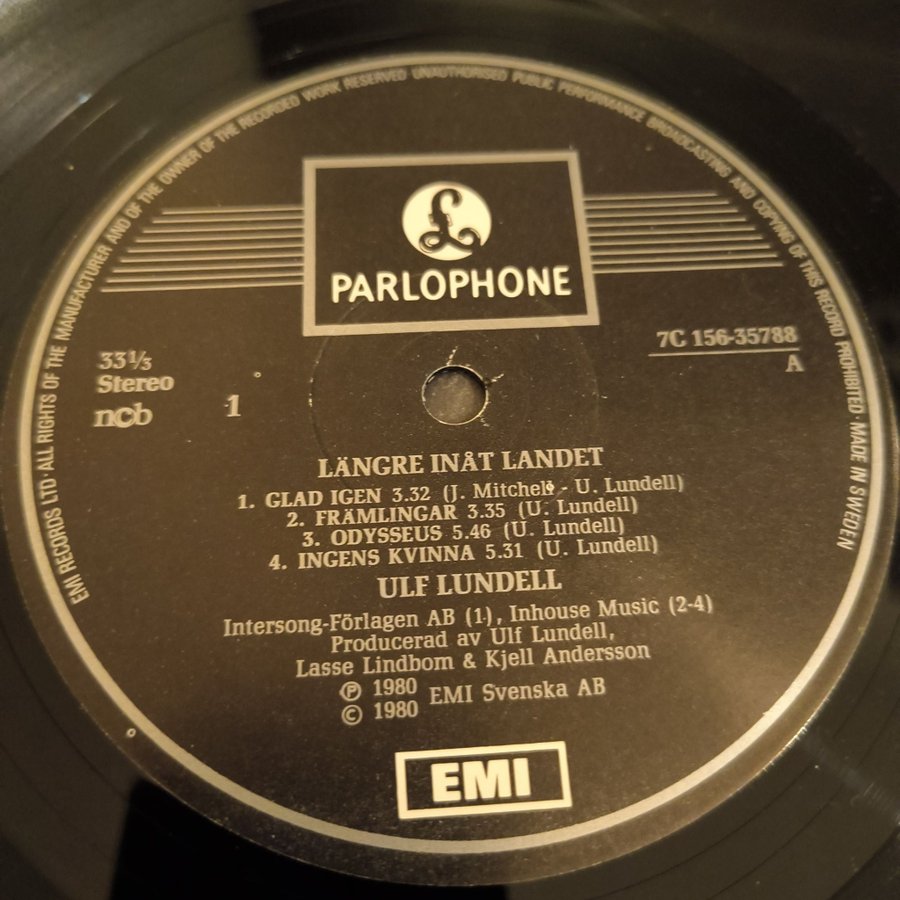 EMI RECORDS LTD · ALL RIGHTS OF THE MANUFACTURER AND OF THE OWNER OF THE RECORDED WORK RESERVED UNAUTHORISED PUBLIC PERFORMANCE BROADCASTING AND COPYING OF THIS RECORD PROHIBITED · MADE IN SWEDEN
£
PARLOPHONE
33⅓
Stereo
ncb
1
7C 156-35788
A
LÄNGRE INÅT LANDET
1. GLAD IGEN 3.32 (J. Mitchell - U. Lundell)
2. FRÄMLINGAR 3.35 (U. Lundell)
3. ODYSSEUS 5.46 (U. Lundell)
4. INGENS KVINNA 5.31 (U. Lundell)
ULF LUNDELL
Intersong-Förlagen AB (1), Inhouse Music (2-4)
Producerad av Ulf Lundell,
Lasse Lindbom & Kjell Andersson
℗ 1980 EMI Svenska AB
© 1980
EMI